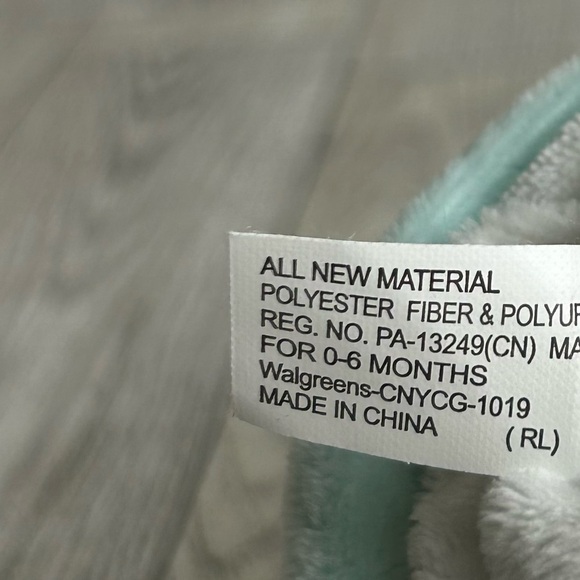 ALL NEW MATERIAL
POLYESTER FIBER & POLYUR
REG. NO. PA-13249(CN) MA
FOR 0-6 MONTHS
Walgreens-CNYCG-1019
MADE IN CHINA (RL)